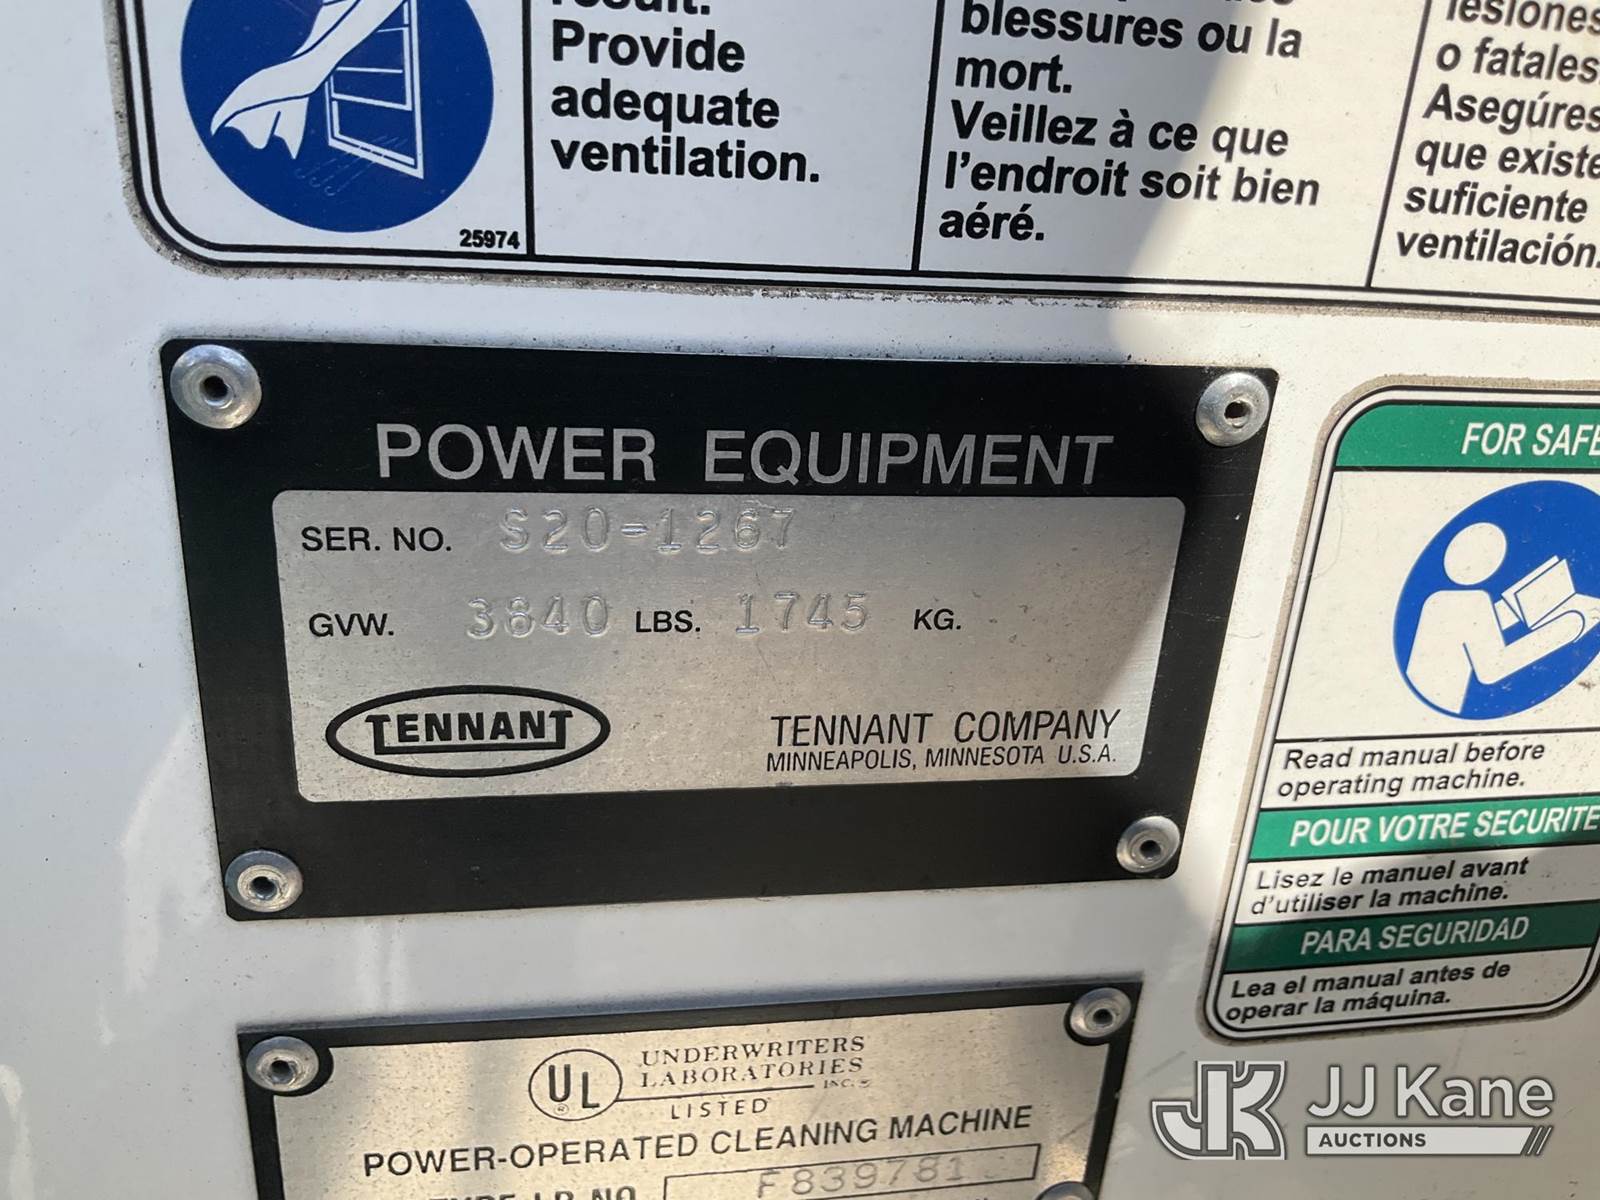 result.
Provide
adequate
ventilation.
25974
blessures ou la
mort.
Veillez à ce que
l'endroit soit bien
aéré.
lesiones
o fatales.
Asegúres
que existe
suficiente
ventilación.
POWER EQUIPMENT
SER. NO. S20-1267
GVW. 3840 LBS. 1745 KG.
TENNANT
TENNANT COMPANY
MINNEAPOLIS, MINNESOTA U.S.A.
FOR SAFE
Read manual before
operating machine.
POUR VOTRE SECURITE
Lisez le manuel avant
d'utiliser la machine.
PARA SEGURIDAD
Lea el manual antes de
operar la máquina.
UL
®
UNDERWRITERS
LABORATORIES
INC.
LISTED
POWER-OPERATED CLEANING MACHINE
F839781
JK JJ Kane
AUCTIONS